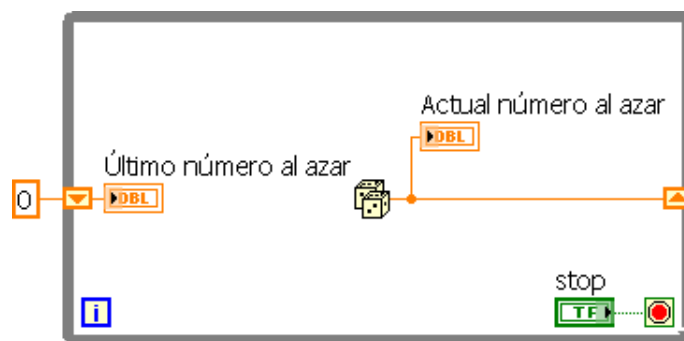 Actual número al azar
DBL
Último número al azar
0
DBL
stop
i
TF